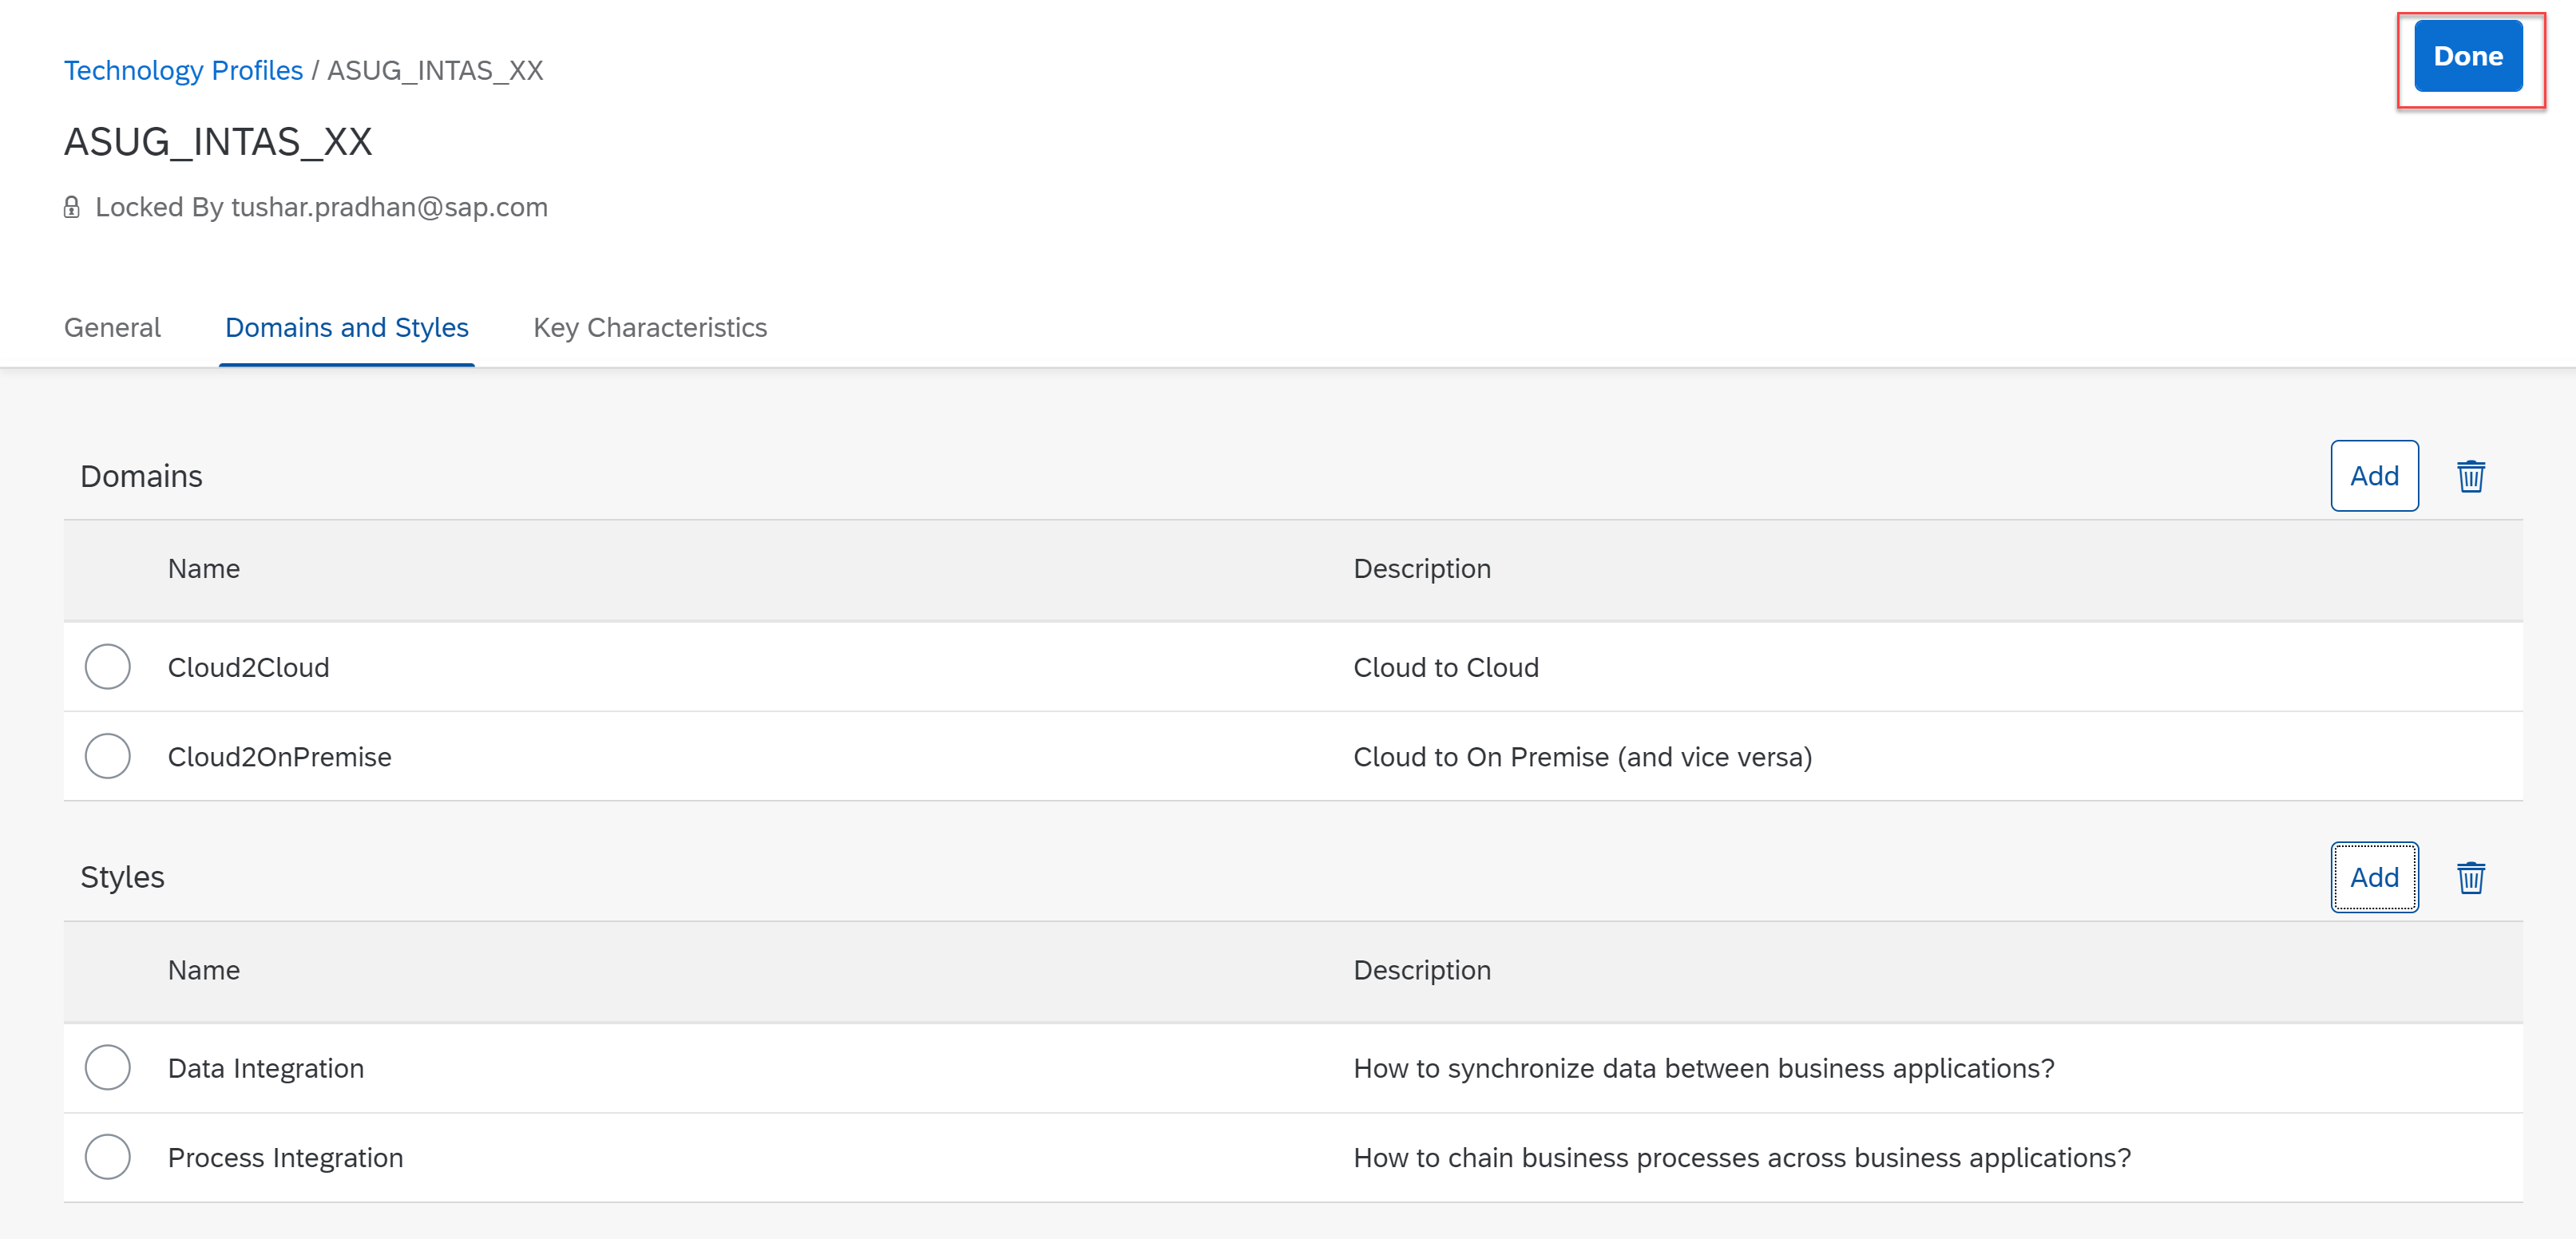 Done
Technology Profiles / ASUG_INTAS_XX
ASUG_INTAS_XX
Locked By tushar.pradhan@sap.com
General Domains and Styles Key Characteristics
Domains Add
Name Description
Cloud2Cloud Cloud to Cloud
Cloud2OnPremise Cloud to On Premise (and vice versa)
Styles Add
Name Description
Data Integration How to synchronize data between business applications?
Process Integration How to chain business processes across business applications?